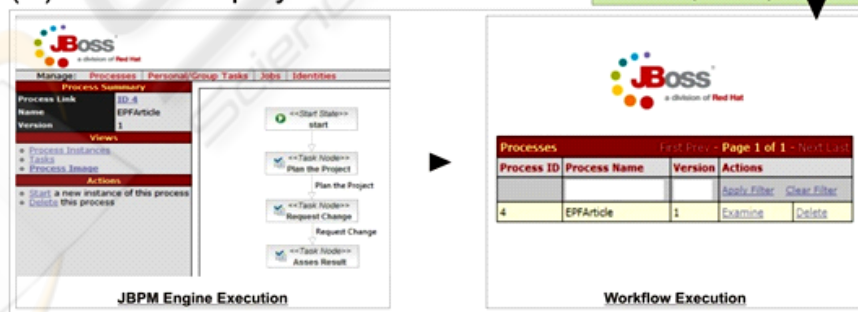 JBoss
a division of Red Hat
Manage: Processes | Personal/Group Tasks | Jobs | Identities
Process Summary
Process Link ID 4
Name EPFArticle
Version 1
Views
Process Instances
Tasks
Process Image
Actions
Start a new instance of this process
Delete this process
<<Start State>>
start
<<Task Node>>
Plan the Project
Plan the Project
<<Task Node>>
Request Change
Request Change
<<Task Node>>
Asses Result
JBPM Engine Execution
JBoss
a division of Red Hat
Processes First Prev - Page 1 of 1 - Next Last
Process ID Process Name Version Actions
Apply Filter Clear Filter
4 EPFArticle 1 Examine Delete
Workflow Execution